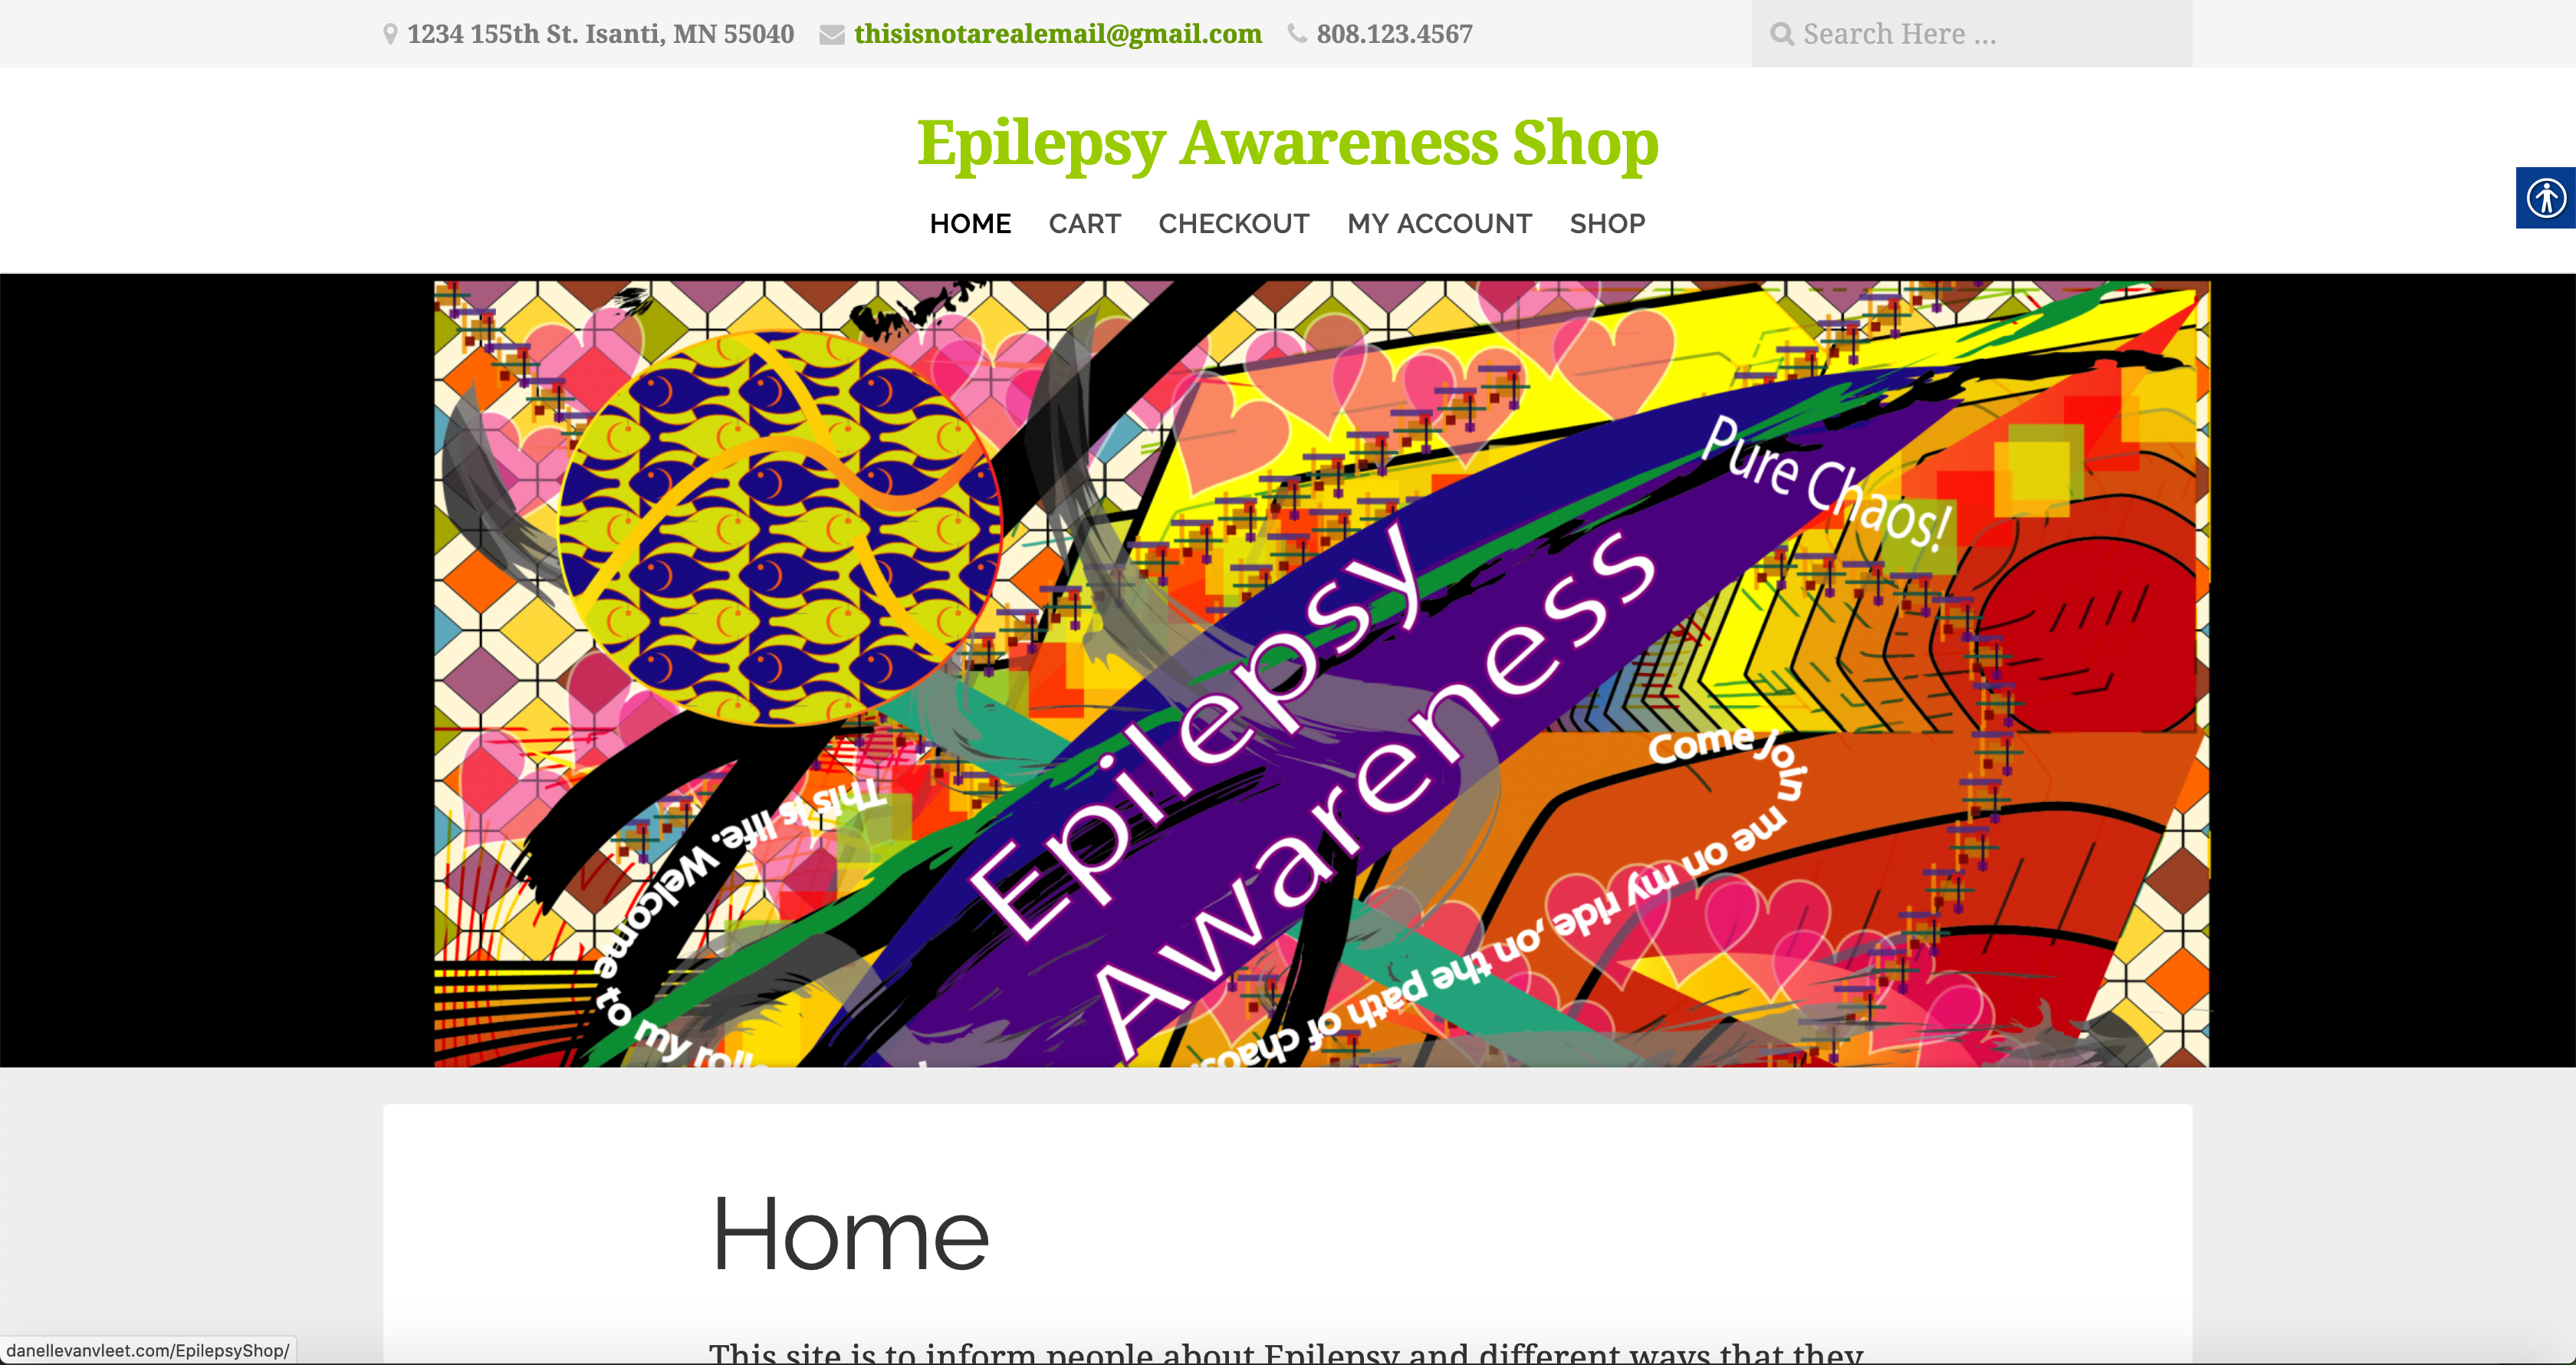 1234 155th St. Isanti, MN 55040 thisisnotarealemail@gmail.com 808.123.4567 Search Here ...
Epilepsy Awareness Shop
HOME CART CHECKOUT MY ACCOUNT SHOP
Pure Chaos!
Epilepsy
Awareness
This is life. Welcome to my roll
Come join me on my ride ,on the path of chaos
Home
This site is to inform people about Epilepsy and different ways that they
danellevanvleet.com/EpilepsyShop/